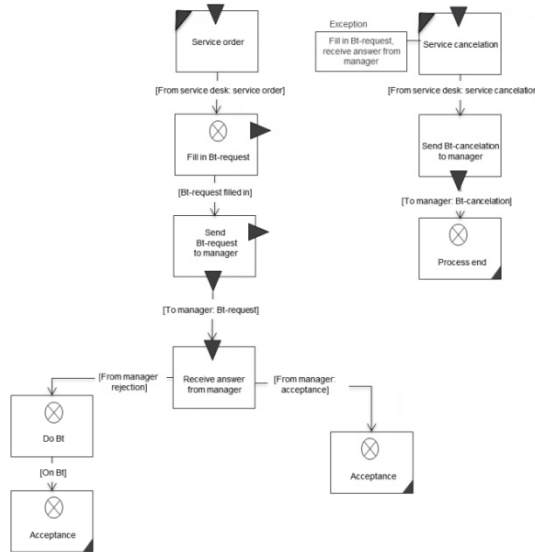 Service order
[From service desk: service order]
Fill in Bt-request
[Bt-request filled in]
Send
Bt-request
to manager
[To manager: Bt-request]
Receive answer
from manager
[From manager
rejection]
Do Bt
[On Bt]
Acceptance
[From manager:
acceptance]
Acceptance
Exception
Fill in Bt-request,
receive answer from
manager
Service cancelation
[From service desk: service cancelation
Send Bt-cancelation
to manager
[To manager: Bt-cancelation]
Process end